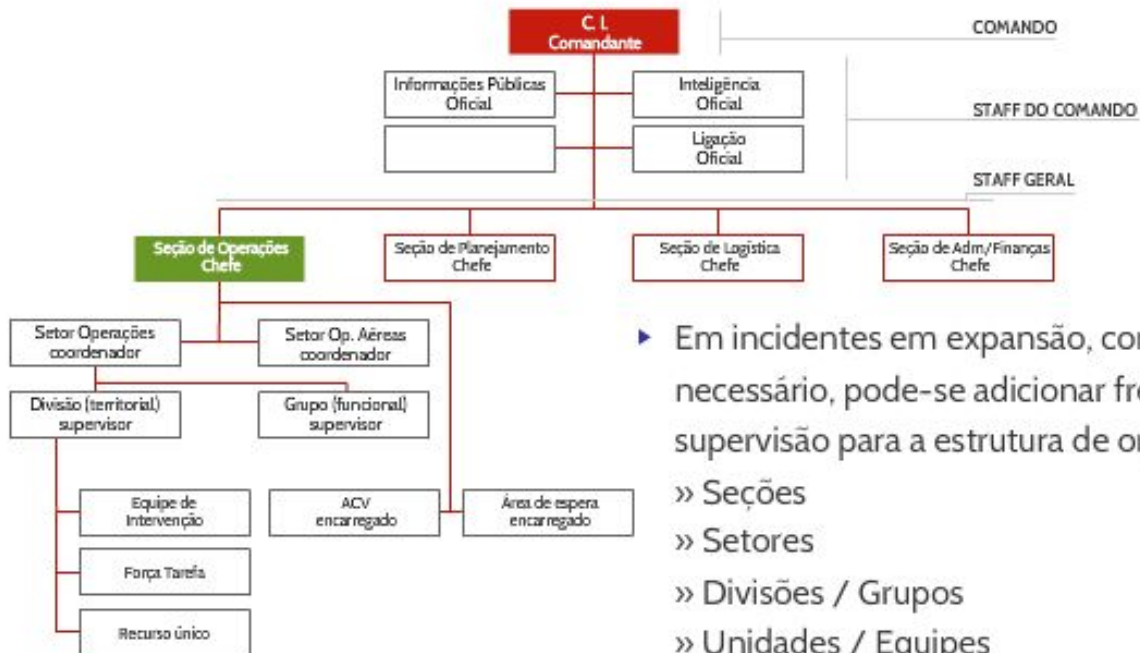 C. I.
Comandante
COMANDO
Informações Públicas
Oficial
Inteligência
Oficial
STAFF DO COMANDO
Ligação
Oficial
STAFF GERAL
Seção de Operações
Chefe
Seção de Planejamento
Chefe
Seção de Logística
Chefe
Seção de Adm/Finanças
Chefe
Setor Operações
coordenador
Setor Op. Aéreas
coordenador
Divisão (territorial)
supervisor
Grupo (funcional)
supervisor
Equipe de
Intervenção
ACV
encarregado
Área de espera
encarregado
Força Tarefa
Recurso único
Em incidentes em expansão,
necessário, pode-se adicionar
supervisão para a estrutura de
» Seções
» Setores
» Divisões / Grupos
» Unidades / Equipes